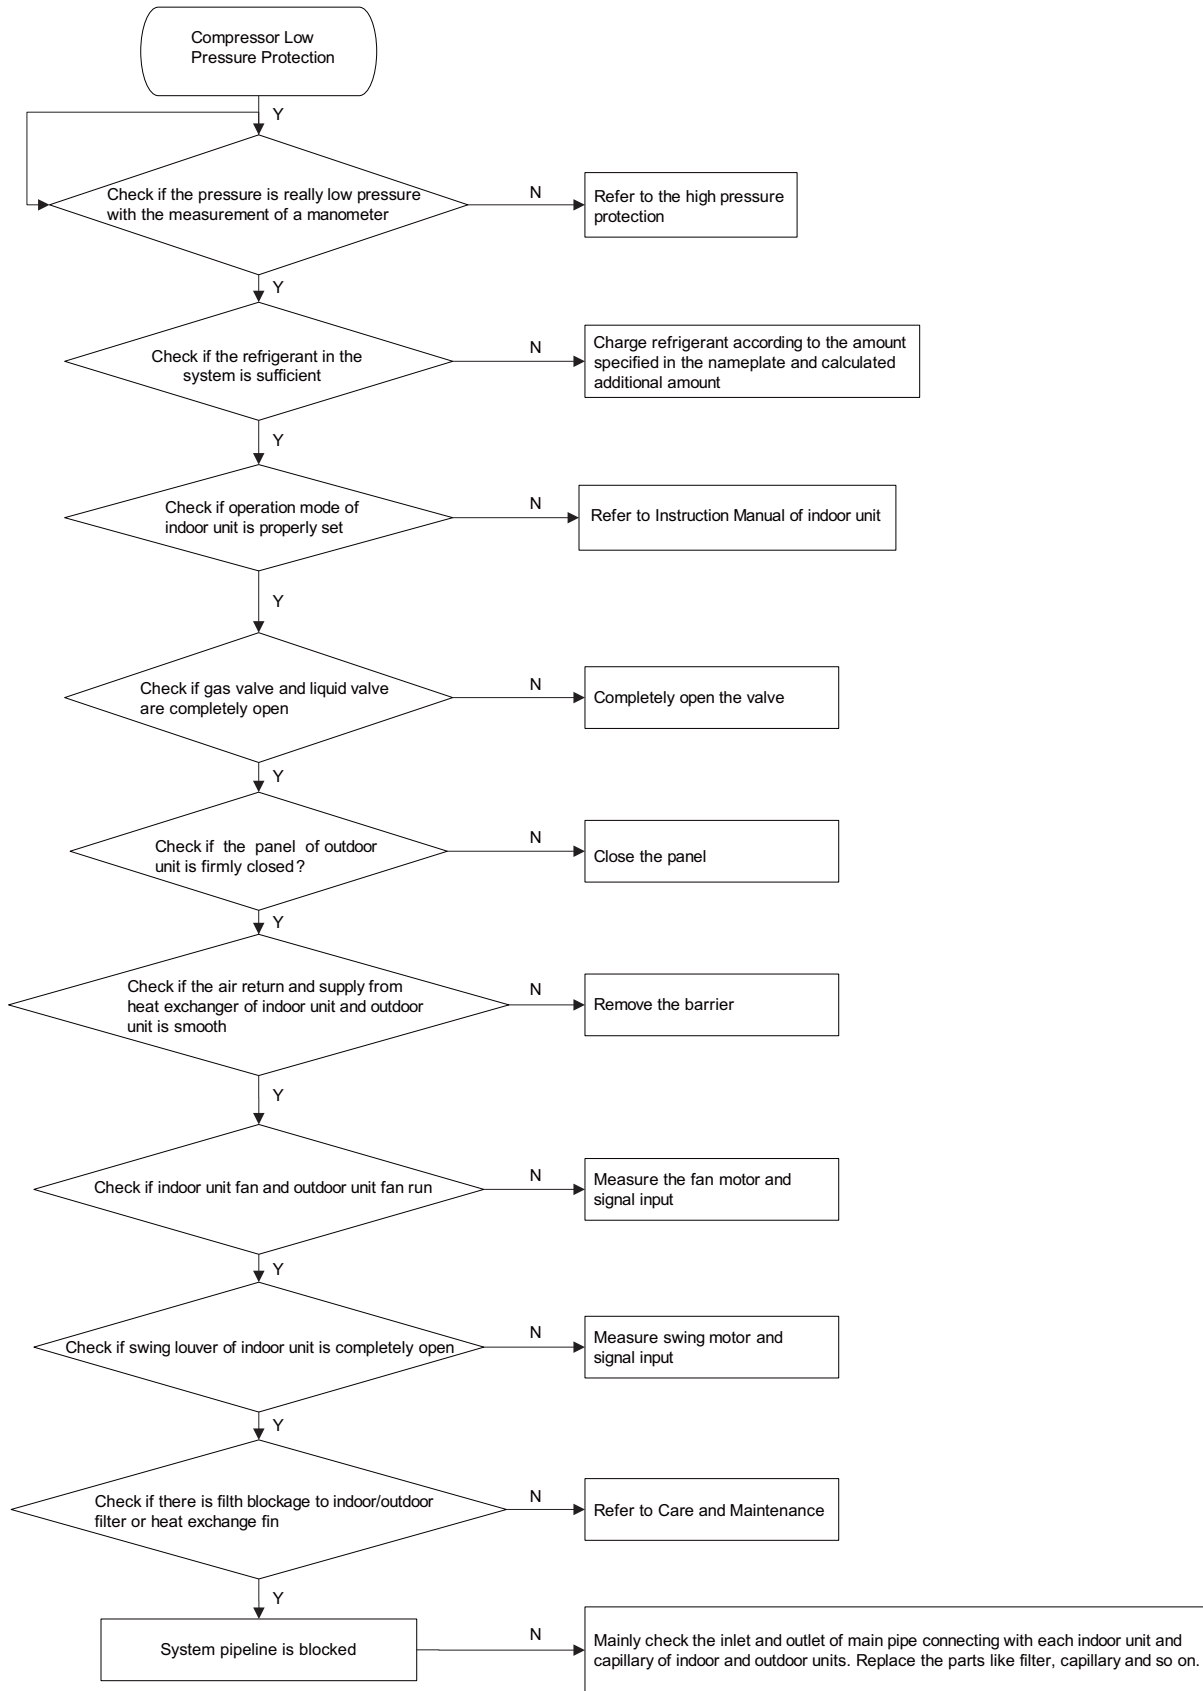 Compressor Low
Pressure Protection
Y
Check if the pressure is really low pressure
with the measurement of a manometer
N
Refer to the high pressure
protection
Y
Check if the refrigerant in the
system is sufficient
N
Charge refrigerant according to the amount
specified in the nameplate and calculated
additional amount
Y
Check if operation mode of
indoor unit is properly set
N
Refer to Instruction Manual of indoor unit
Y
Check if gas valve and liquid valve
are completely open
N
Completely open the valve
Y
Check if the panel of outdoor
unit is firmly closed?
N
Close the panel
Y
Check if the air return and supply from
heat exchanger of indoor unit and outdoor
unit is smooth
N
Remove the barrier
Y
Check if indoor unit fan and outdoor unit fan run
N
Measure the fan motor and
signal input
Y
Check if swing louver of indoor unit is completely open
N
Measure swing motor and
signal input
Y
Check if there is filth blockage to indoor/outdoor
filter or heat exchange fin
N
Refer to Care and Maintenance
Y
System pipeline is blocked
N
Mainly check the inlet and outlet of main pipe connecting with each indoor unit and
capillary of indoor and outdoor units. Replace the parts like filter, capillary and so on.